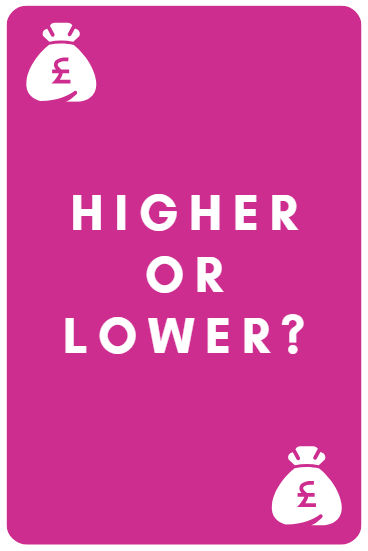 £
HIGHER
OR
LOWER?
£